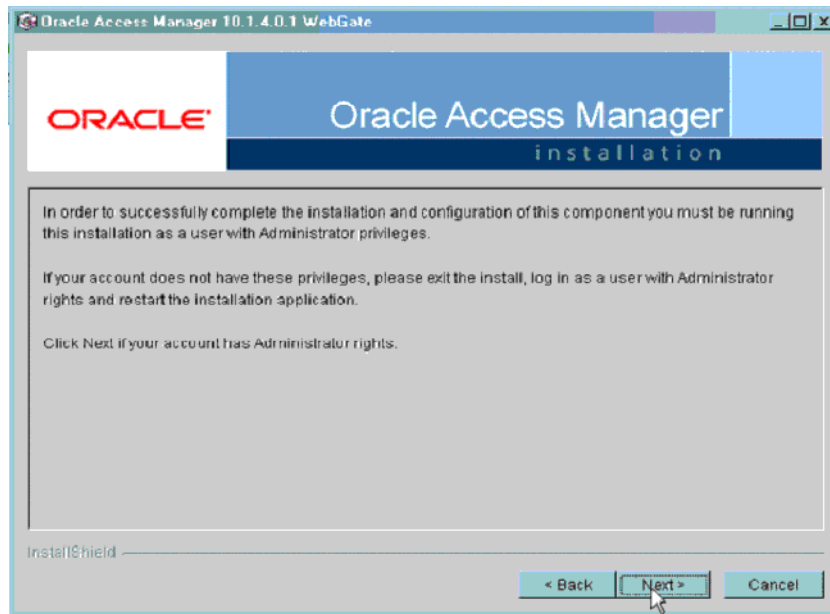 Oracle Access Manager 10.1.4.0.1 WebGate
ORACLE
Oracle Access Manager
installation
In order to successfully complete the installation and configuration of this component you must be running
this installation as a user with Administrator privileges.
If your account does not have these privileges, please exit the install, log in as a user with Administrator
rights and restart the installation application.
Click Next if your account has Administrator rights.
InstallShield
< Back
Next >
Cancel